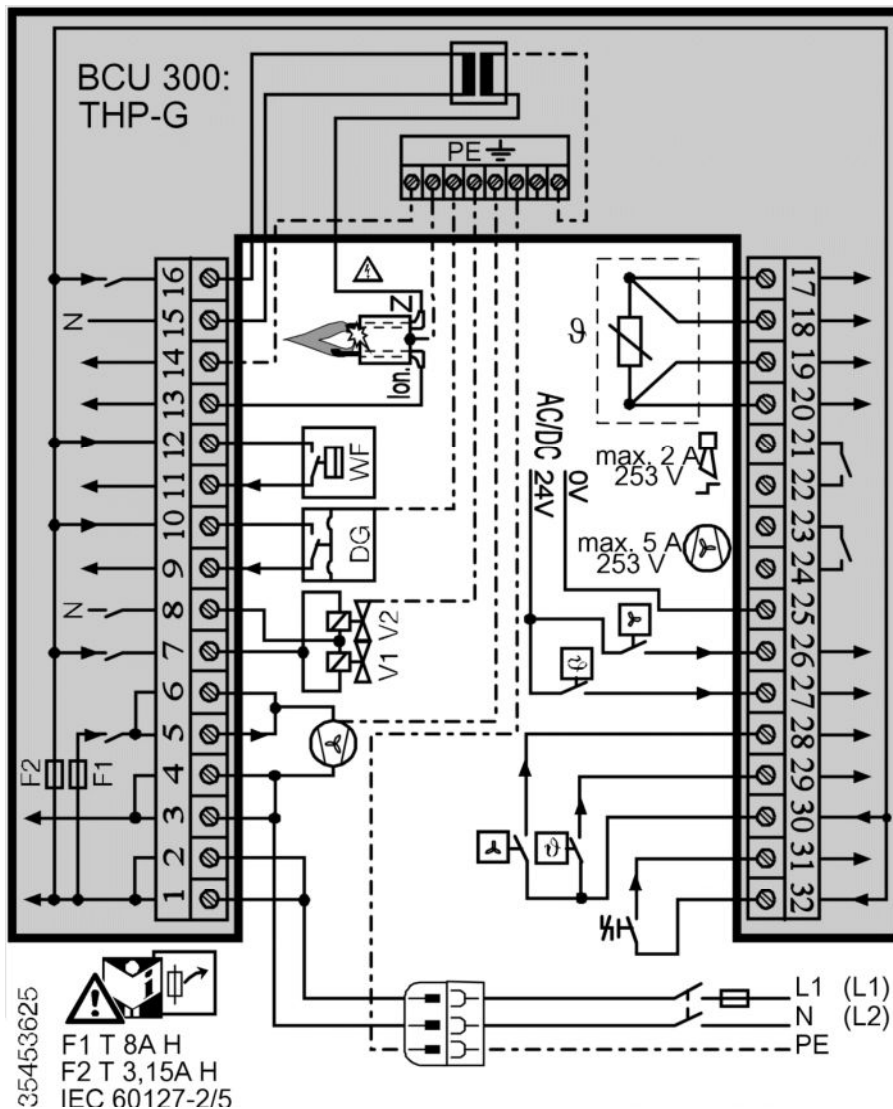 BCU 300:
THP-G
PE
16
15
14
13
12
11
10
9
8
7
6
5
4
3
2
1
N
N
F2
F1
Z
Ion.
WF
DG
V1 V2
ϑ
AC/DC 24V
0V
max. 2 A
253 V
max. 5 A
253 V
ϑ
ϑ
17
18
19
20
21
22
23
24
25
26
27
28
29
30
31
32
L1 (L1)
N (L2)
PE
35453625
F1 T 8A H
F2 T 3,15A H
IEC 60127-2/5